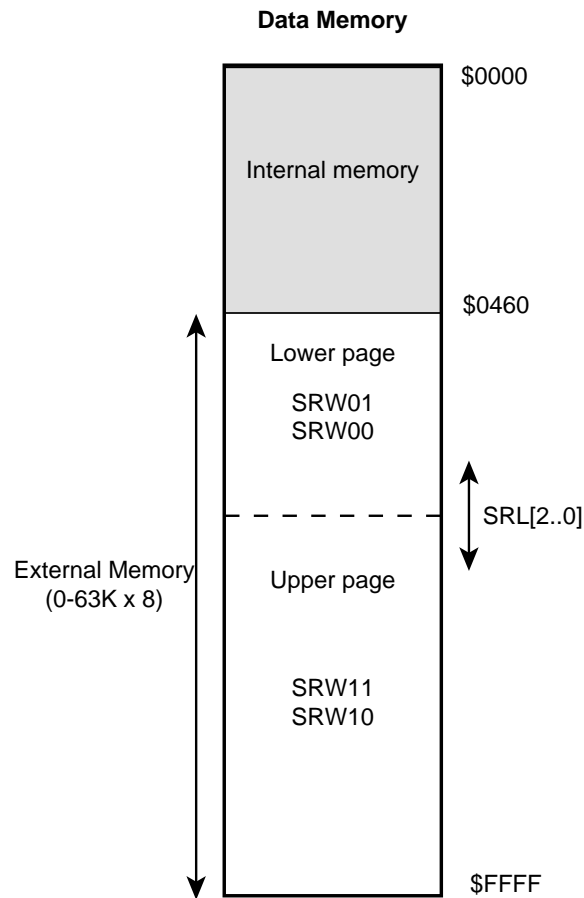 Data Memory
$0000
Internal memory
$0460
Lower page
SRW01
SRW00
SRL[2..0]
External Memory
(0-63K x 8)
Upper page
SRW11
SRW10
$FFFF